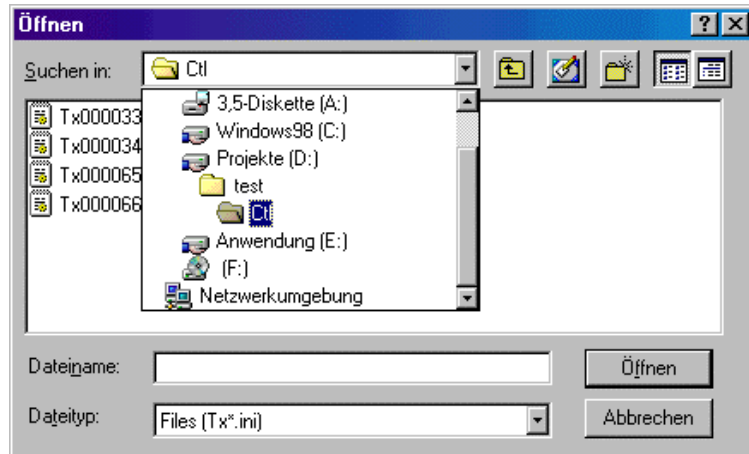 Öffnen
Suchen in: Ctl
Tx000033
Tx000034
Tx000065
Tx000066
3,5-Diskette (A:)
Windows98 (C:)
Projekte (D:)
test
Ctl
Anwendung (E:)
(F:)
Netzwerkumgebung
Dateiname: Öffnen
Dateityp: Files (Tx*.ini) Abbrechen